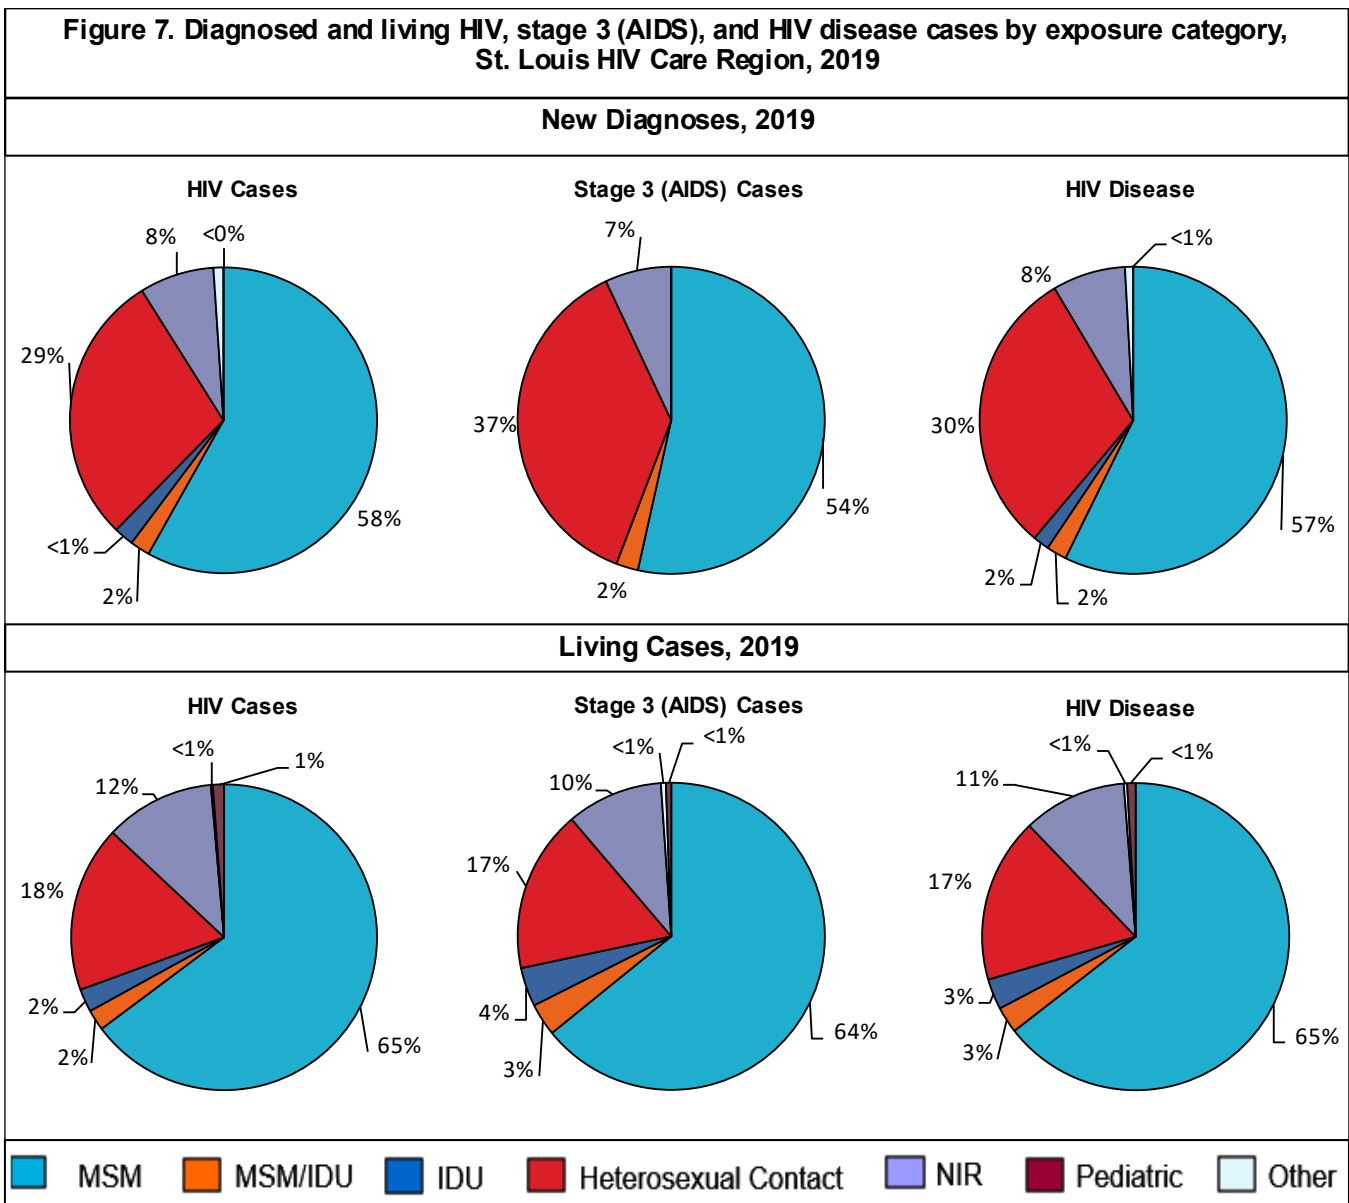 Figure 7. Diagnosed and living HIV, stage 3 (AIDS), and HIV disease cases by exposure category,
St. Louis HIV Care Region, 2019
New Diagnoses, 2019
HIV Cases
8%
<0%
29%
<1%
2%
58%
Stage 3 (AIDS) Cases
7%
37%
2%
54%
HIV Disease
<1%
8%
30%
2%
2%
57%
Living Cases, 2019
HIV Cases
<1%
1%
12%
18%
2%
2%
65%
Stage 3 (AIDS) Cases
<1%
<1%
10%
17%
4%
3%
64%
HIV Disease
<1%
<1%
11%
17%
3%
3%
65%
MSM
MSM/IDU
IDU
Heterosexual Contact
NIR
Pediatric
Other